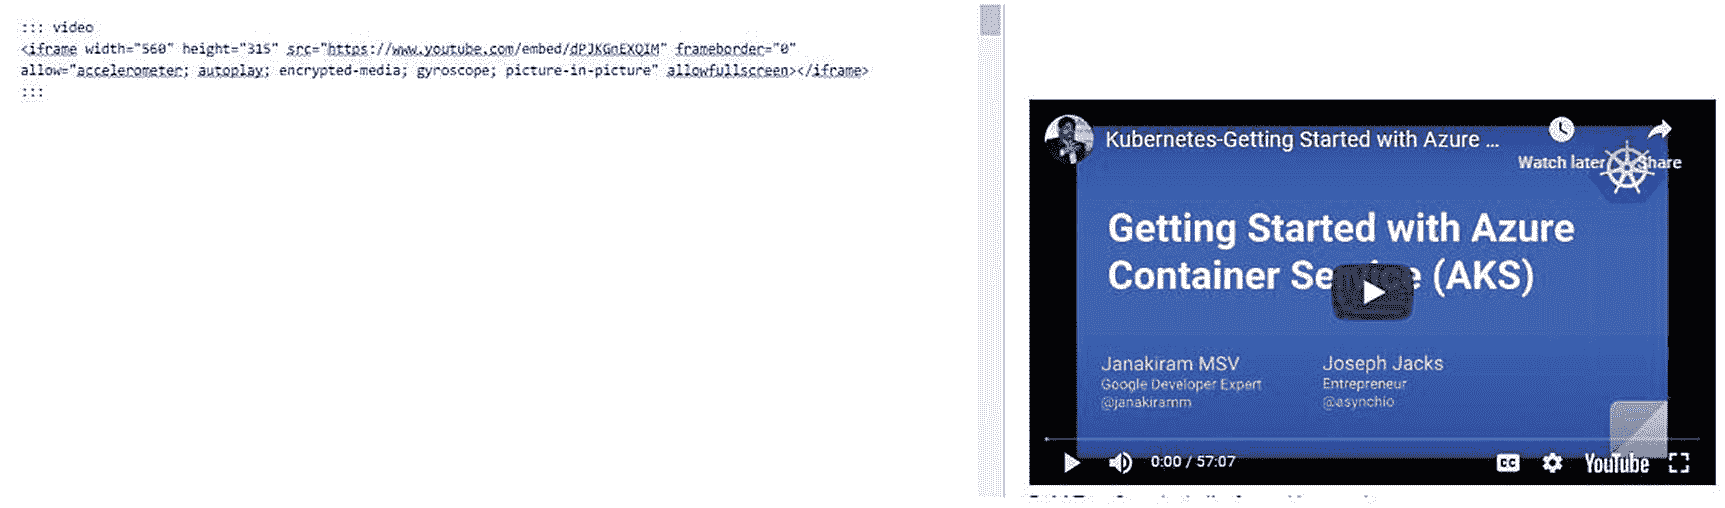 ::: video
<iframe width="560" height="315" src="https://www.youtube.com/embed/dPJKGnEXQIM" frameborder="0"
allow="accelerometer; autoplay; encrypted-media; gyroscope; picture-in-picture" allowfullscreen></iframe>
:::
Kubernetes-Getting Started with Azure ...
Watch later
Share
Getting Started with Azure
Container Service (AKS)
Janakiram MSV
Google Developer Expert
@janakiramm
Joseph Jacks
Entrepreneur
@asynchio
0:00 / 57:07
CC
YouTube